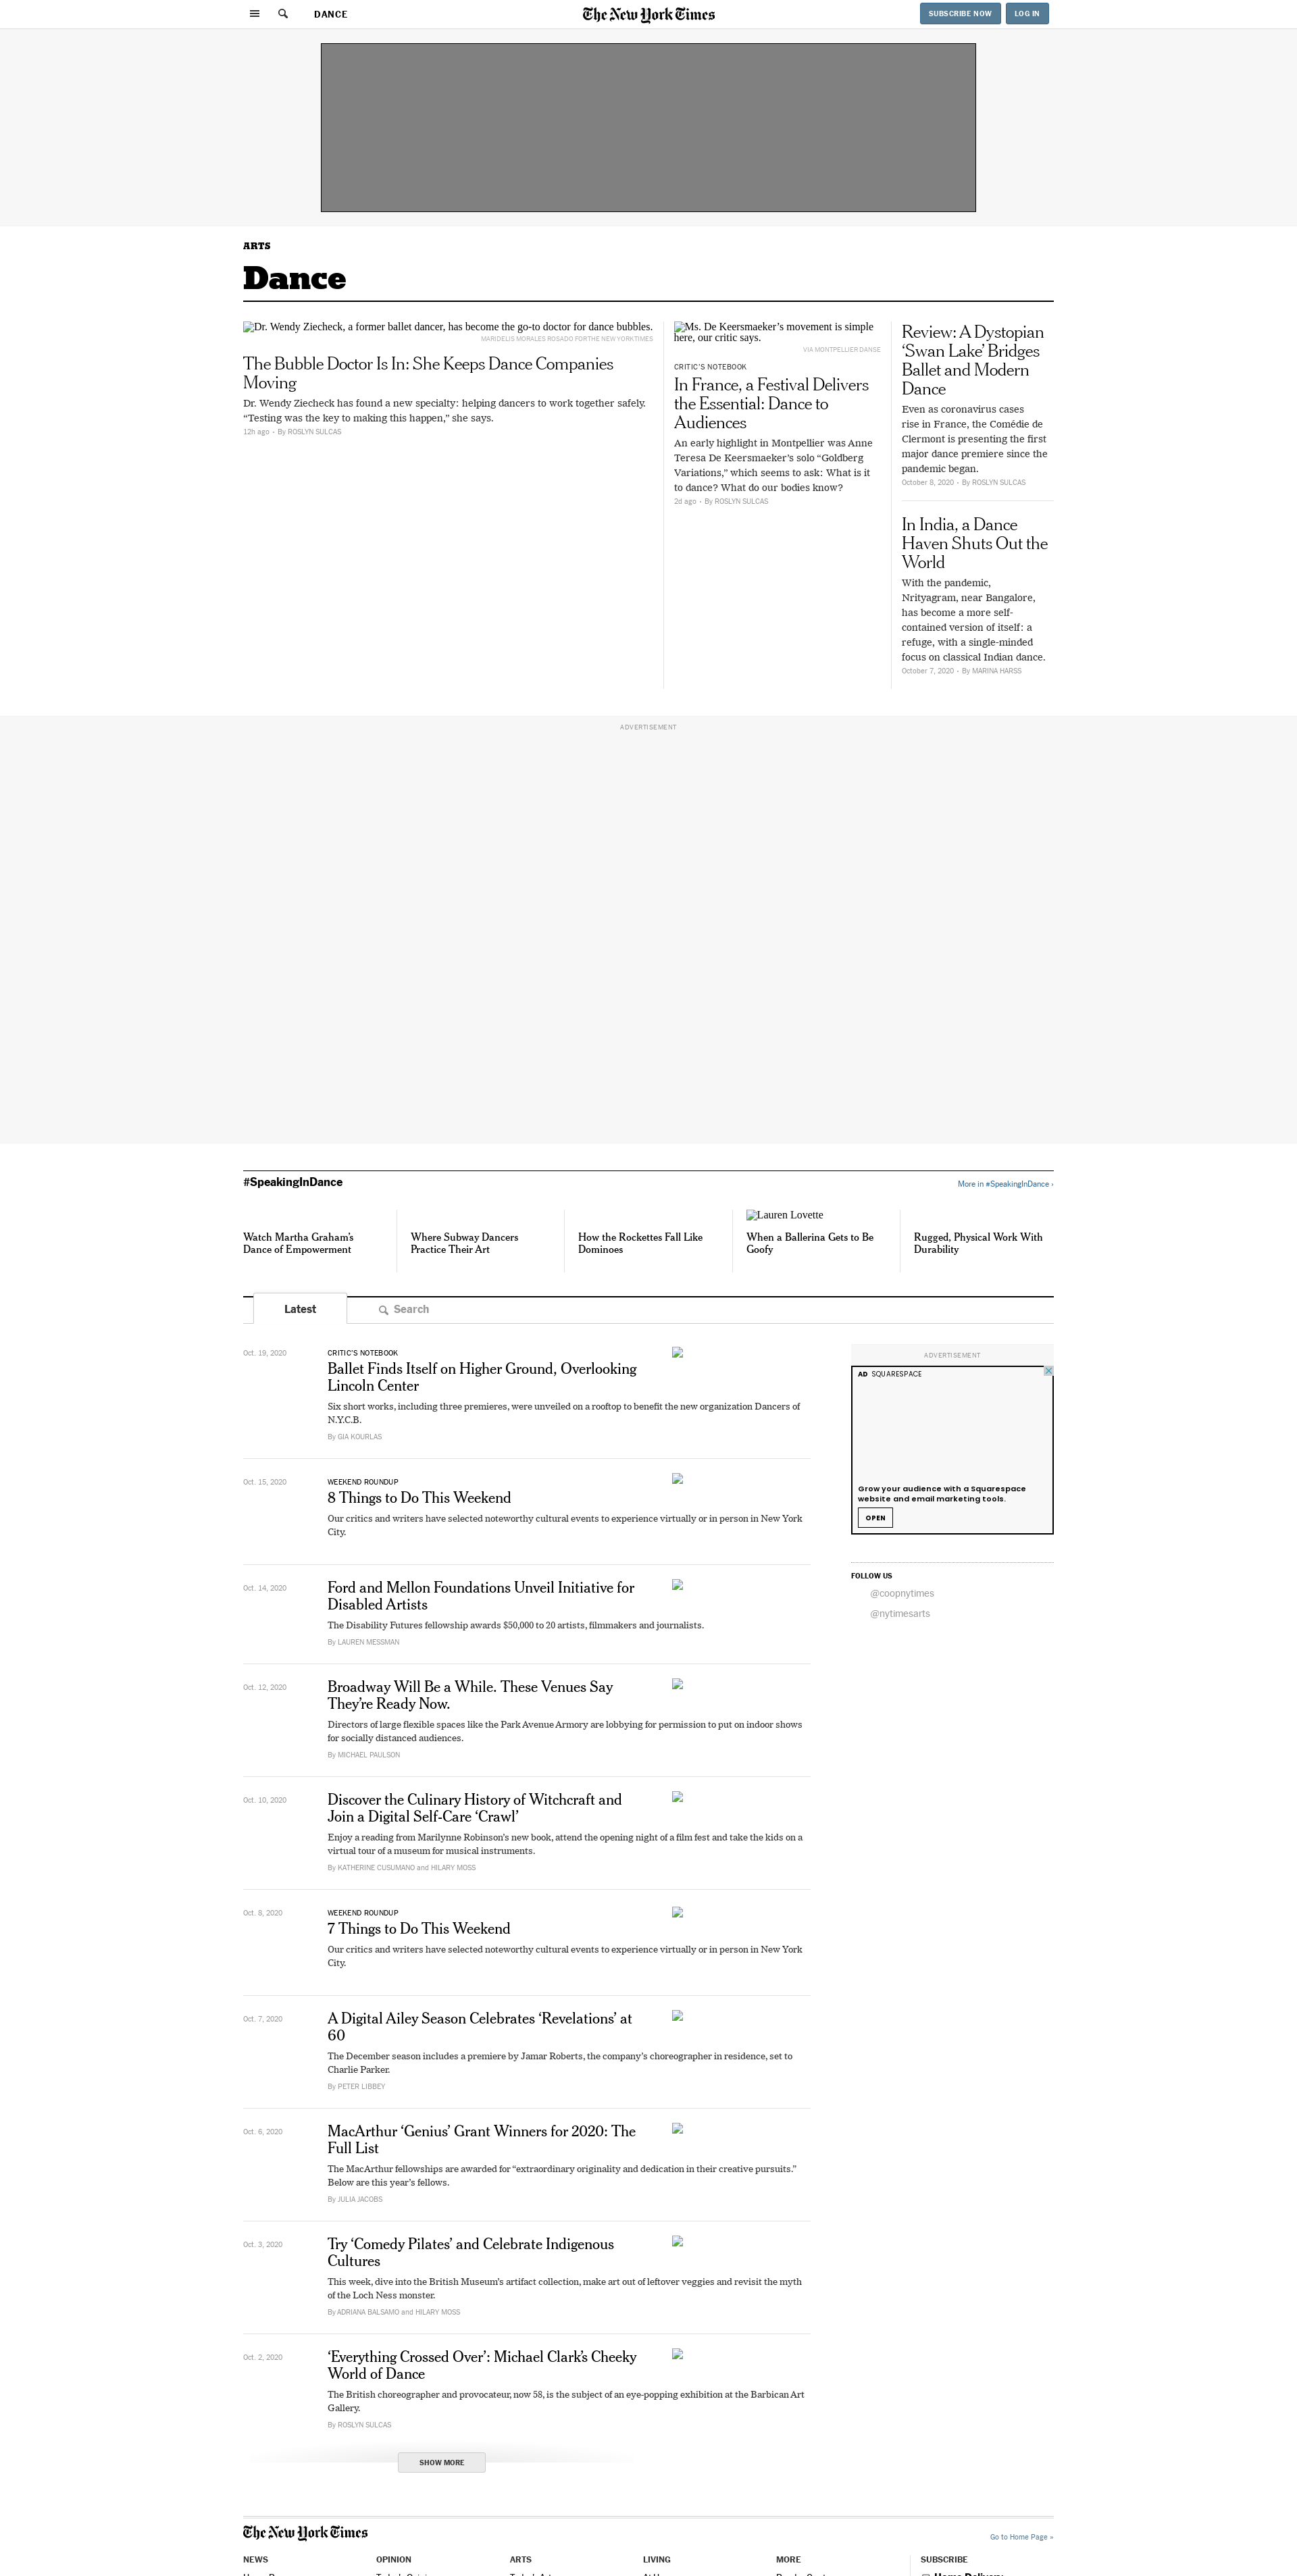 DANCE
The New York Times
SUBSCRIBE NOW
LOG IN
ARTS
Dance
Dr. Wendy Ziecheck, a former ballet dancer, has become the go-to doctor for dance bubbles.
MARIDELIS MORALES ROSADO FOR THE NEW YORK TIMES
The Bubble Doctor Is In: She Keeps Dance Companies
Moving
Dr. Wendy Ziecheck has found a new specialty: helping dancers to work together safely.
“Testing was the key to making this happen,” she says.
12h ago • By ROSLYN SULCAS
Ms. De Keersmaeker’s movement is simple
here, our critic says.
VIA MONTPELLIER DANSE
CRITIC’S NOTEBOOK
In France, a Festival Delivers
the Essential: Dance to
Audiences
An early highlight in Montpellier was Anne
Teresa De Keersmaeker’s solo “Goldberg
Variations,” which seems to ask: What is it
to dance? What do our bodies know?
2d ago • By ROSLYN SULCAS
Review: A Dystopian
‘Swan Lake’ Bridges
Ballet and Modern
Dance
Even as coronavirus cases
rise in France, the Comédie de
Clermont is presenting the first
major dance premiere since the
pandemic began.
October 8, 2020 • By ROSLYN SULCAS
In India, a Dance
Haven Shuts Out the
World
With the pandemic,
Nrityagram, near Bangalore,
has become a more self-
contained version of itself: a
refuge, with a single-minded
focus on classical Indian dance.
October 7, 2020 • By MARINA HARSS
ADVERTISEMENT
#SpeakingInDance
More in #SpeakingInDance ›
Watch Martha Graham’s
Dance of Empowerment
Where Subway Dancers
Practice Their Art
How the Rockettes Fall Like
Dominoes
Lauren Lovette
When a Ballerina Gets to Be
Goofy
Rugged, Physical Work With
Durability
Latest
Search
Oct. 19, 2020
CRITIC’S NOTEBOOK
Ballet Finds Itself on Higher Ground, Overlooking
Lincoln Center
Six short works, including three premieres, were unveiled on a rooftop to benefit the new organization Dancers of
N.Y.C.B.
By GIA KOURLAS
Oct. 15, 2020
WEEKEND ROUNDUP
8 Things to Do This Weekend
Our critics and writers have selected noteworthy cultural events to experience virtually or in person in New York
City.
Oct. 14, 2020
Ford and Mellon Foundations Unveil Initiative for
Disabled Artists
The Disability Futures fellowship awards $50,000 to 20 artists, filmmakers and journalists.
By LAUREN MESSMAN
Oct. 12, 2020
Broadway Will Be a While. These Venues Say
They’re Ready Now.
Directors of large flexible spaces like the Park Avenue Armory are lobbying for permission to put on indoor shows
for socially distanced audiences.
By MICHAEL PAULSON
Oct. 10, 2020
Discover the Culinary History of Witchcraft and
Join a Digital Self-Care ‘Crawl’
Enjoy a reading from Marilynne Robinson’s new book, attend the opening night of a film fest and take the kids on a
virtual tour of a museum for musical instruments.
By KATHERINE CUSUMANO and HILARY MOSS
Oct. 8, 2020
WEEKEND ROUNDUP
7 Things to Do This Weekend
Our critics and writers have selected noteworthy cultural events to experience virtually or in person in New York
City.
Oct. 7, 2020
A Digital Ailey Season Celebrates ‘Revelations’ at
60
The December season includes a premiere by Jamar Roberts, the company’s choreographer in residence, set to
Charlie Parker.
By PETER LIBBEY
Oct. 6, 2020
MacArthur ‘Genius’ Grant Winners for 2020: The
Full List
The MacArthur fellowships are awarded for “extraordinary originality and dedication in their creative pursuits.”
Below are this year’s fellows.
By JULIA JACOBS
Oct. 3, 2020
Try ‘Comedy Pilates’ and Celebrate Indigenous
Cultures
This week, dive into the British Museum’s artifact collection, make art out of leftover veggies and revisit the myth
of the Loch Ness monster.
By ADRIANA BALSAMO and HILARY MOSS
Oct. 2, 2020
‘Everything Crossed Over’: Michael Clark’s Cheeky
World of Dance
The British choreographer and provocateur, now 58, is the subject of an eye-popping exhibition at the Barbican Art
Gallery.
By ROSLYN SULCAS
SHOW MORE
ADVERTISEMENT
AD SQUARESPACE
Grow your audience with a Squarespace
website and email marketing tools.
OPEN
FOLLOW US
@coopnytimes
@nytimesarts
The New York Times
Go to Home Page »
NEWS
OPINION
ARTS
LIVING
MORE
SUBSCRIBE